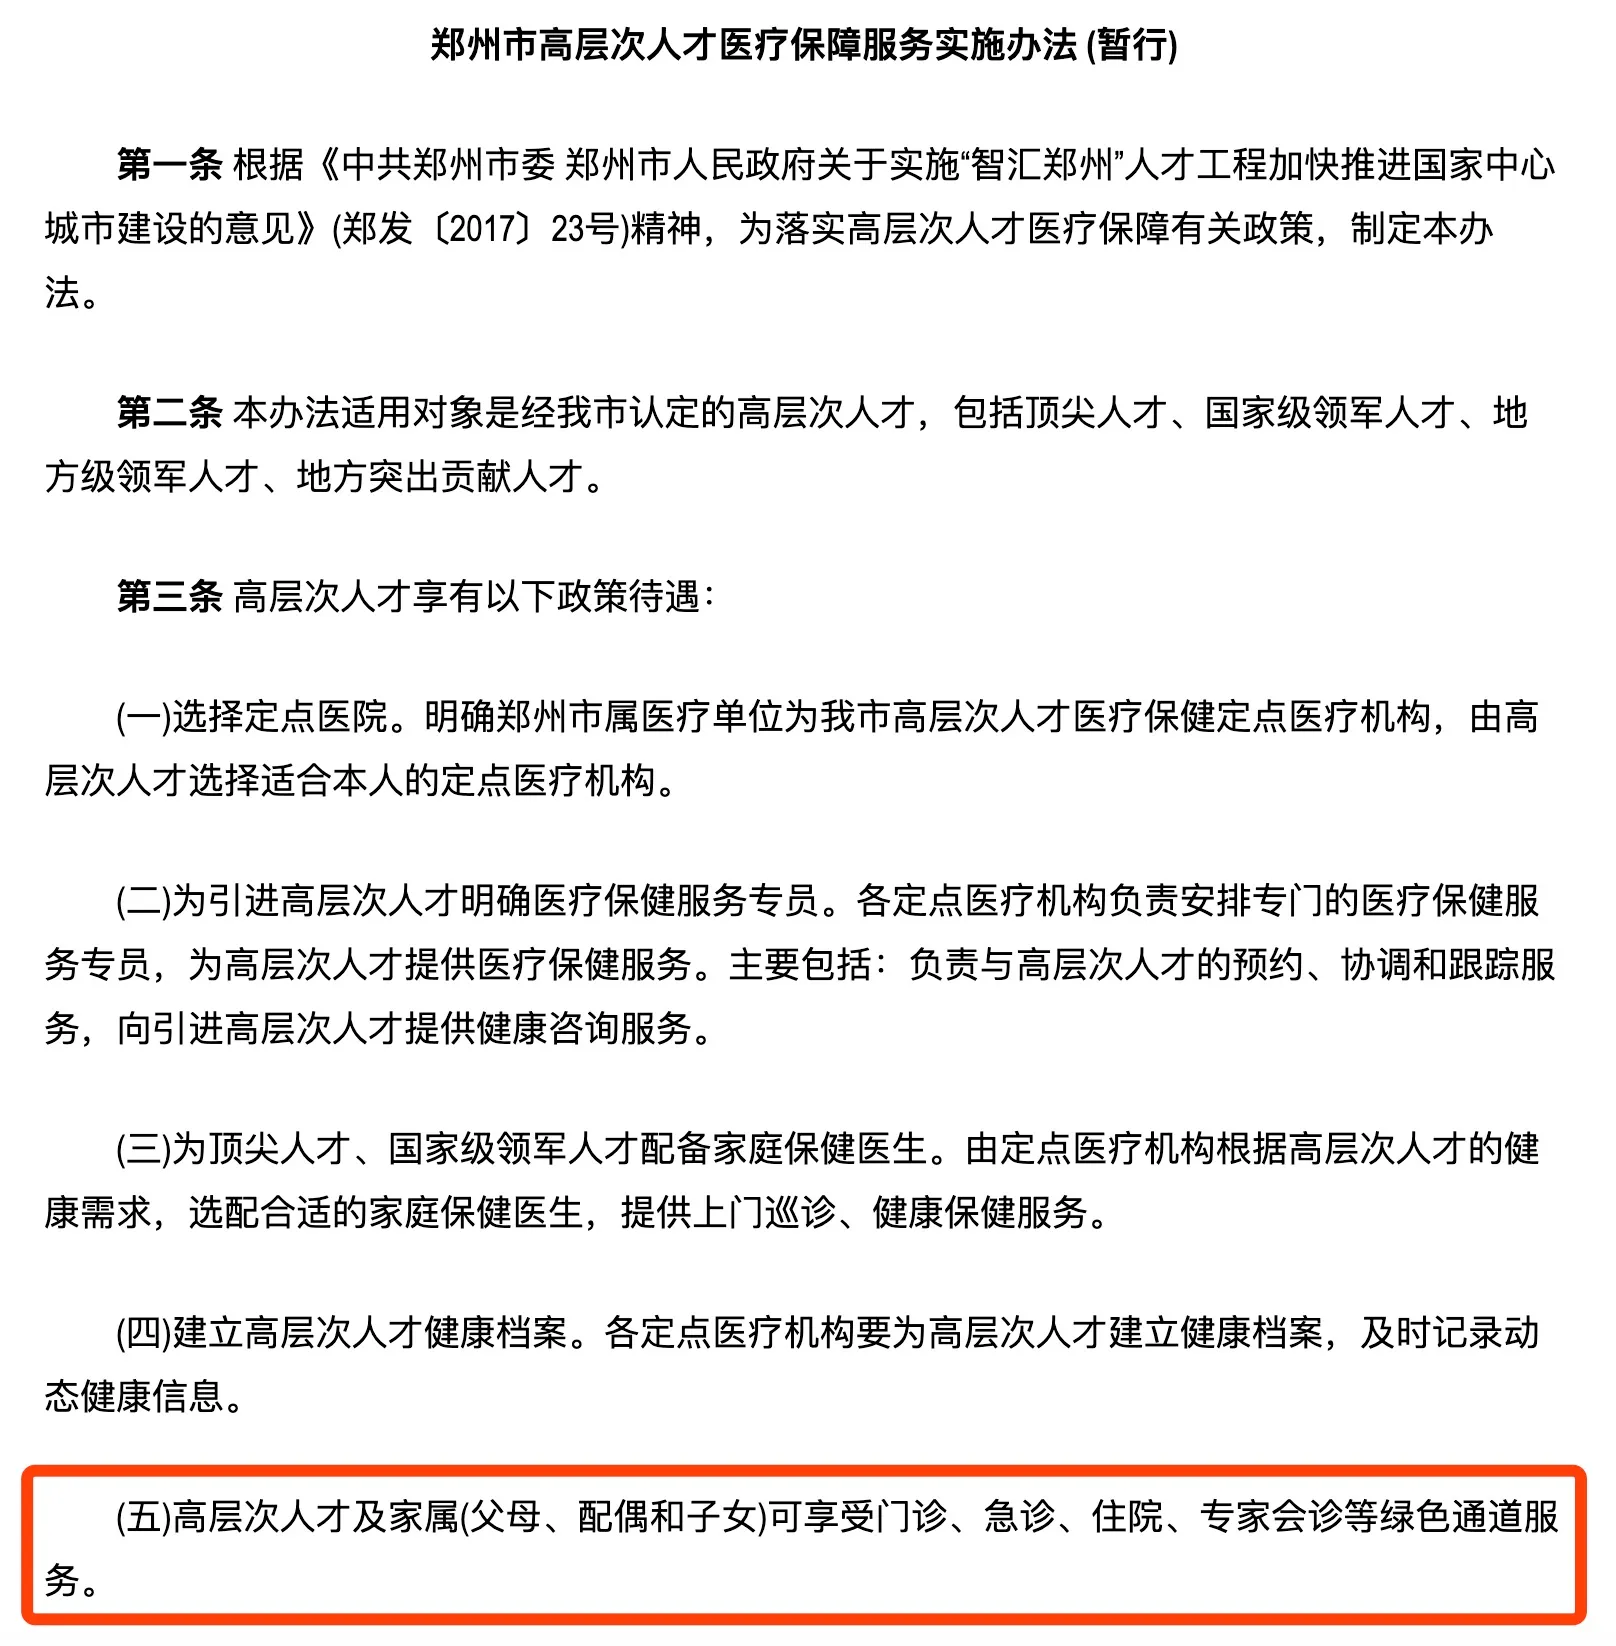 郑州市高层次人才医疗保障服务实施办法 (暂行)
第一条 根据《中共郑州市委 郑州市人民政府关于实施“智汇郑州”人才工程加快推进国家中心
城市建设的意见》(郑发〔2017〕23号)精神，为落实高层次人才医疗保障有关政策，制定本办
法。
第二条 本办法适用对象是经我市认定的高层次人才，包括顶尖人才、国家级领军人才、地
方级领军人才、地方突出贡献人才。
第三条 高层次人才享有以下政策待遇：
(一)选择定点医院。明确郑州市属医疗单位为我市高层次人才医疗保健定点医疗机构，由高
层次人才选择适合本人的定点医疗机构。
(二)为引进高层次人才明确医疗保健服务专员。各定点医疗机构负责安排专门的医疗保健服
务专员，为高层次人才提供医疗保健服务。主要包括：负责与高层次人才的预约、协调和跟踪服
务，向引进高层次人才提供健康咨询服务。
(三)为顶尖人才、国家级领军人才配备家庭保健医生。由定点医疗机构根据高层次人才的健
康需求，选配合适的家庭保健医生，提供上门巡诊、健康保健服务。
(四)建立高层次人才健康档案。各定点医疗机构要为高层次人才建立健康档案，及时记录动
态健康信息。
(五)高层次人才及家属(父母、配偶和子女)可享受门诊、急诊、住院、专家会诊等绿色通道服
务。